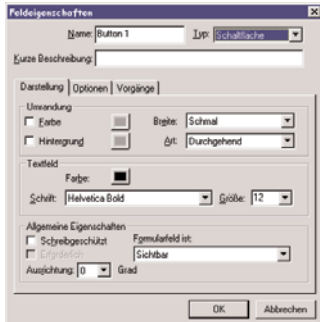 Feldeigenschaften
Name: Button 1 Typ: Schaltfläche
Kurze Beschreibung:
Darstellung Optionen Vorgänge
Umrandung
Farbe Breite: Schmal
Hintergrund Art: Durchgehend
Textfeld
Farbe:
Schrift: Helvetica Bold Größe: 12
Allgemeine Eigenschaften
Schreibgeschützt Formularfeld ist:
Erforderlich Sichtbar
Ausrichtung: 0 Grad
OK Abbrechen